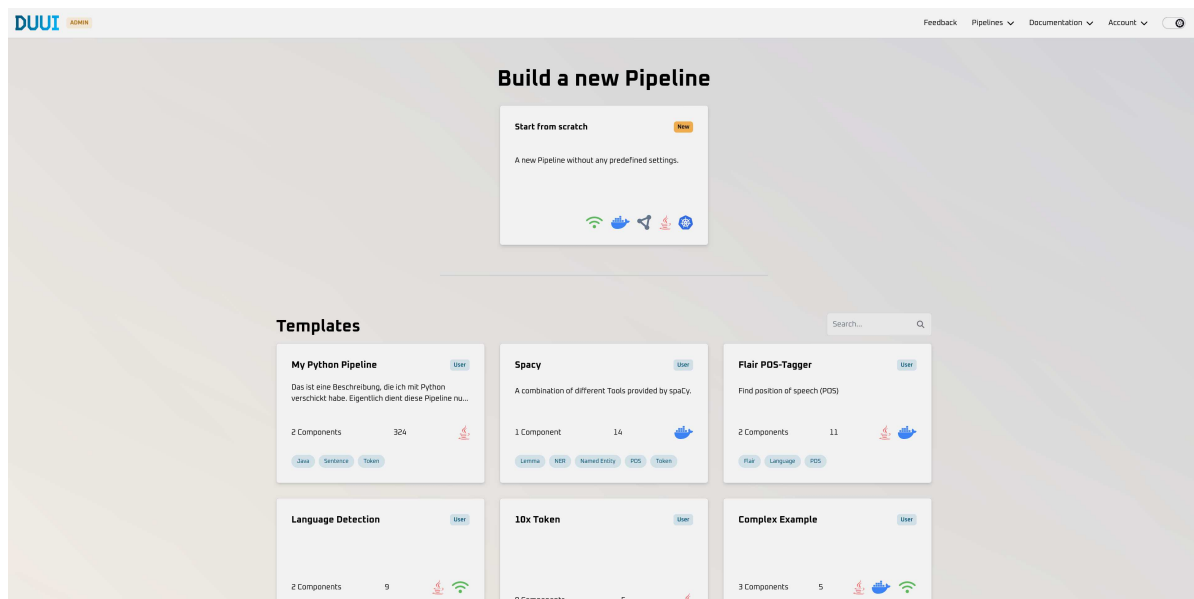 DUUI ADMIN Feedback Pipelines Documentation Account
Build a new Pipeline
Start from scratch New
A new Pipeline without any predefined settings.
Templates Search...
My Python Pipeline User
Das ist eine Beschreibung, die ich mit Python
verschickt habe. Eigentlich dient diese Pipeline nu...
2 Components 324
Java Sentence Token
Spacy User
A combination of different Tools provided by spaCy.
1 Component 14
Lemma NER Named Entity POS Token
Flair POS-Tagger User
Find position of speech (POS)
2 Components 11
Flair Language POS
Language Detection User
2 Components 9
10x Token User
Complex Example User
3 Components 5